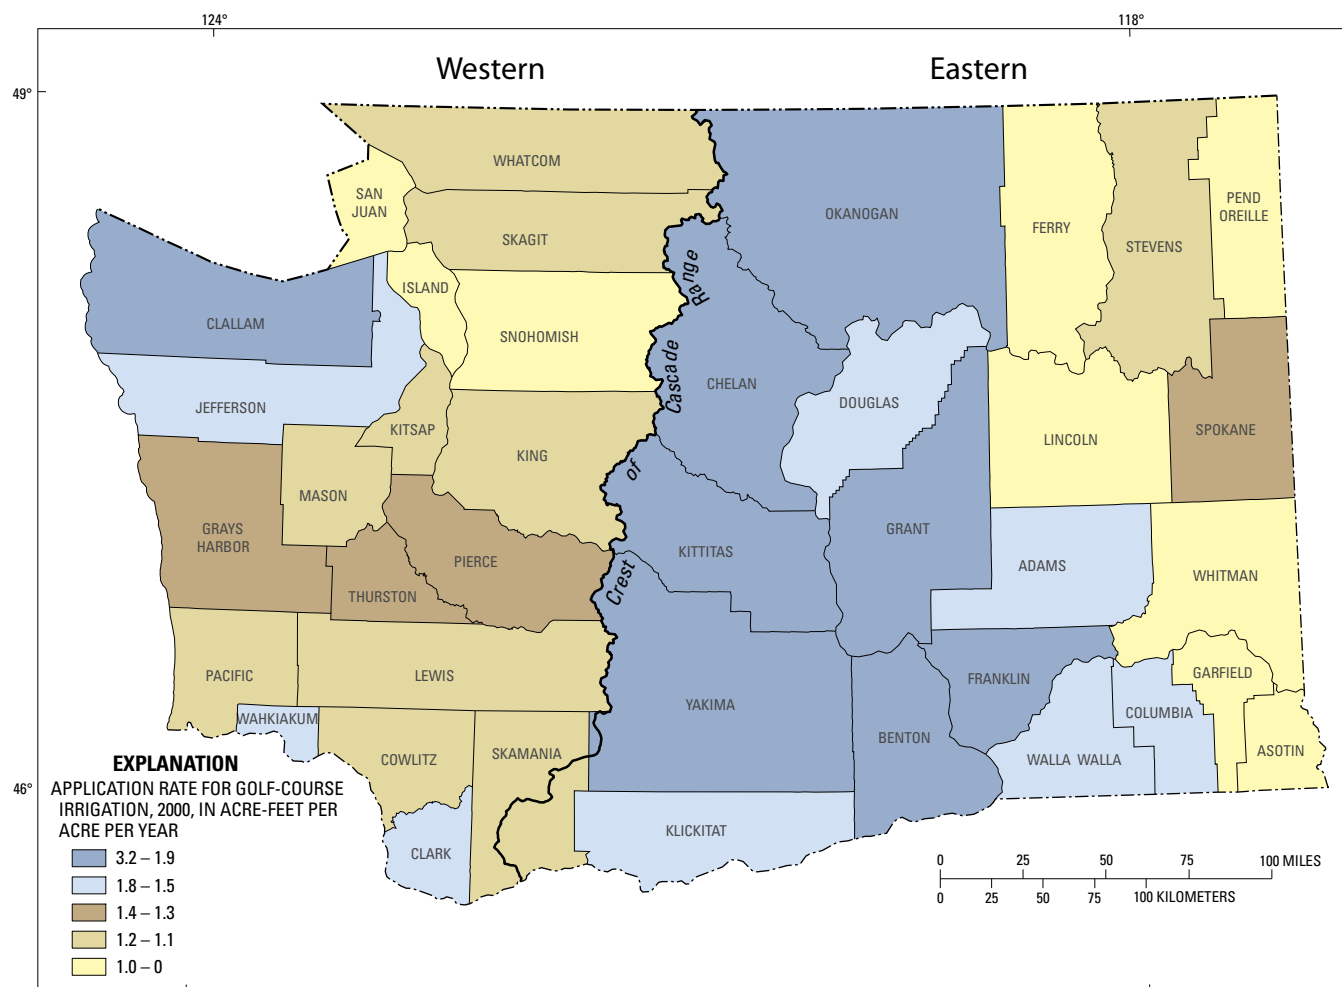 124°
118°
Western
Eastern
49°
WHATCOM
SAN
JUAN
SKAGIT
OKANOGAN
FERRY
STEVENS
PEND
OREILLE
ISLAND
CLALLAM
SNOHOMISH
Crest of Cascade Range
CHELAN
JEFFERSON
DOUGLAS
KITSAP
KING
LINCOLN
SPOKANE
MASON
GRAYS
HARBOR
GRANT
KITTITAS
PIERCE
ADAMS
WHITMAN
THURSTON
PACIFIC
LEWIS
YAKIMA
FRANKLIN
GARFIELD
WAHKIAKUM
COLUMBIA
BENTON
COWLITZ
SKAMANIA
WALLA WALLA
ASOTIN
46°
KLICKITAT
CLARK
EXPLANATION
APPLICATION RATE FOR GOLF-COURSE
IRRIGATION, 2000, IN ACRE-FEET PER
ACRE PER YEAR
3.2 – 1.9
1.8 – 1.5
1.4 – 1.3
1.2 – 1.1
1.0 – 0
0 25 50 75 100 MILES
0 25 50 75 100 KILOMETERS